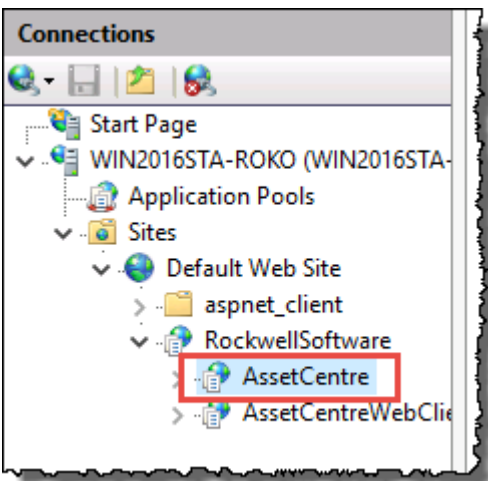 Connections
Start Page
WIN2016STA-ROKO (WIN2016STA-
Application Pools
Sites
Default Web Site
aspnet_client
RockwellSoftware
AssetCentre
AssetCentreWebClie